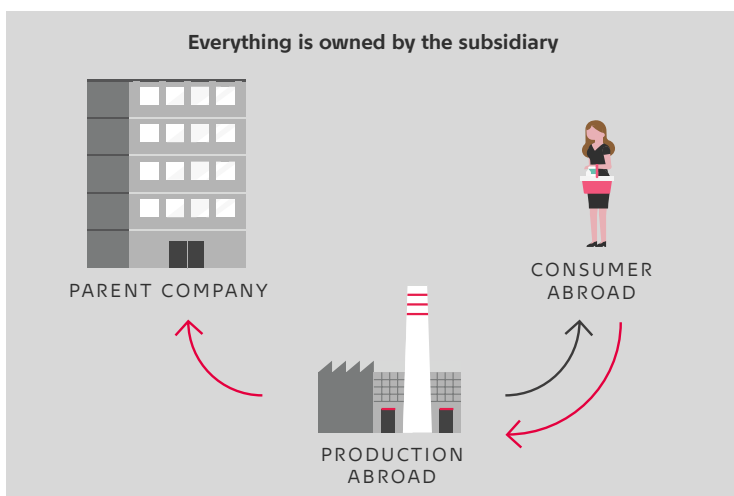 Everything is owned by the subsidiary
PARENT COMPANY
CONSUMER
ABROAD
PRODUCTION
ABROAD